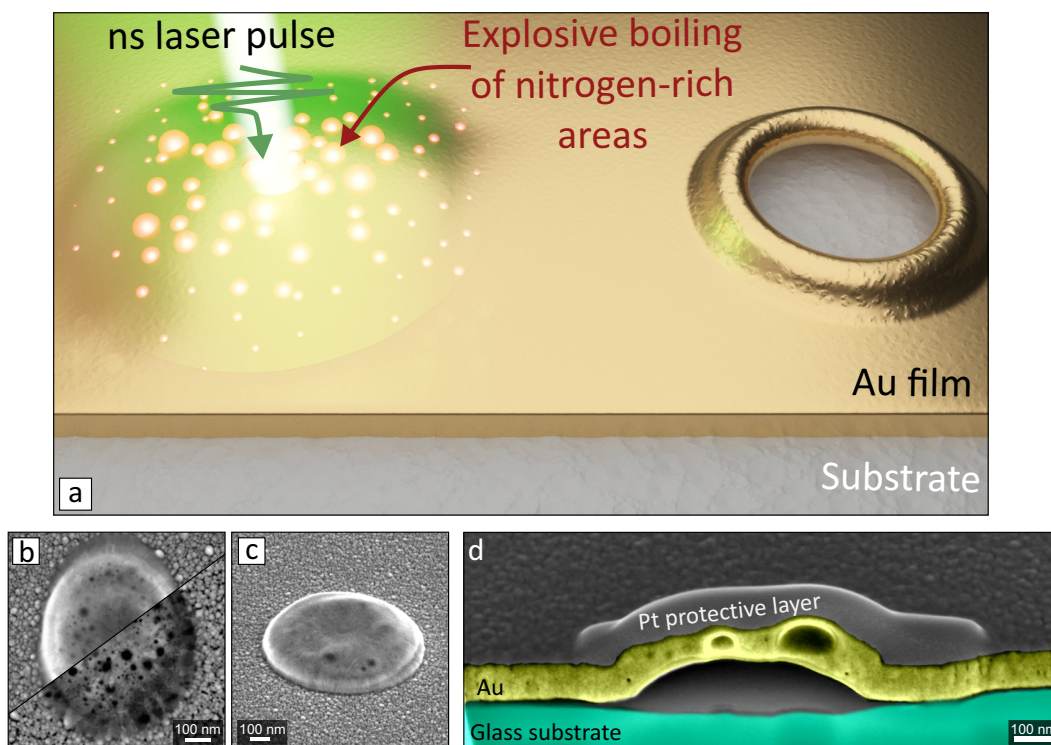 ns laser pulse
Explosive boiling
of nitrogen-rich
areas
Au film
Substrate
a
b
100 nm
c
100 nm
d
Pt protective layer
Au
Glass substrate
100 nm